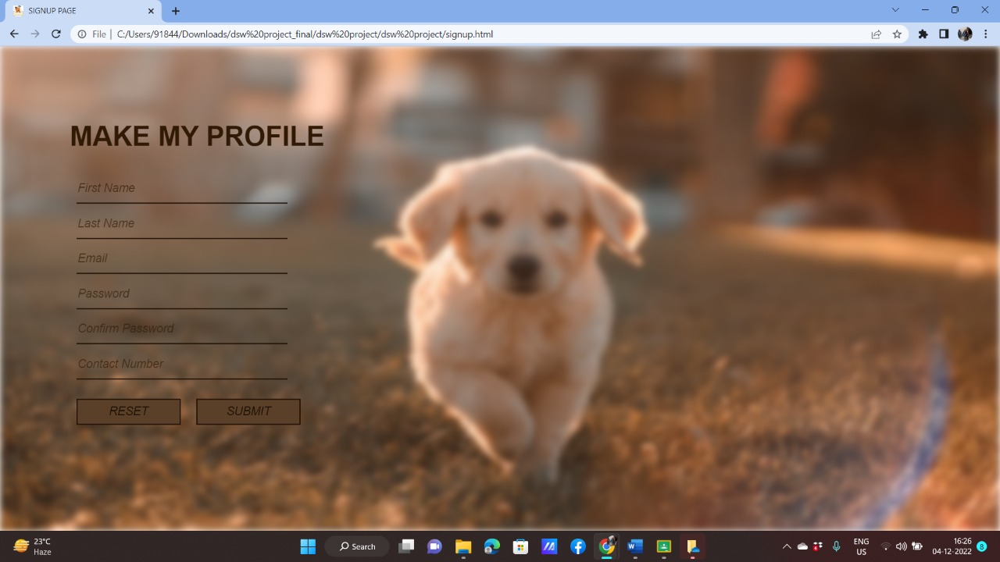 SIGNUP PAGE
File | C:/Users/91844/Downloads/dsw%20project_final/dsw%20project/dsw%20project/signup.html
MAKE MY PROFILE
First Name
Last Name
Email
Password
Confirm Password
Contact Number
RESET SUBMIT
23°C
Haze
Search
ENG
US
16:26
04-12-2022
8